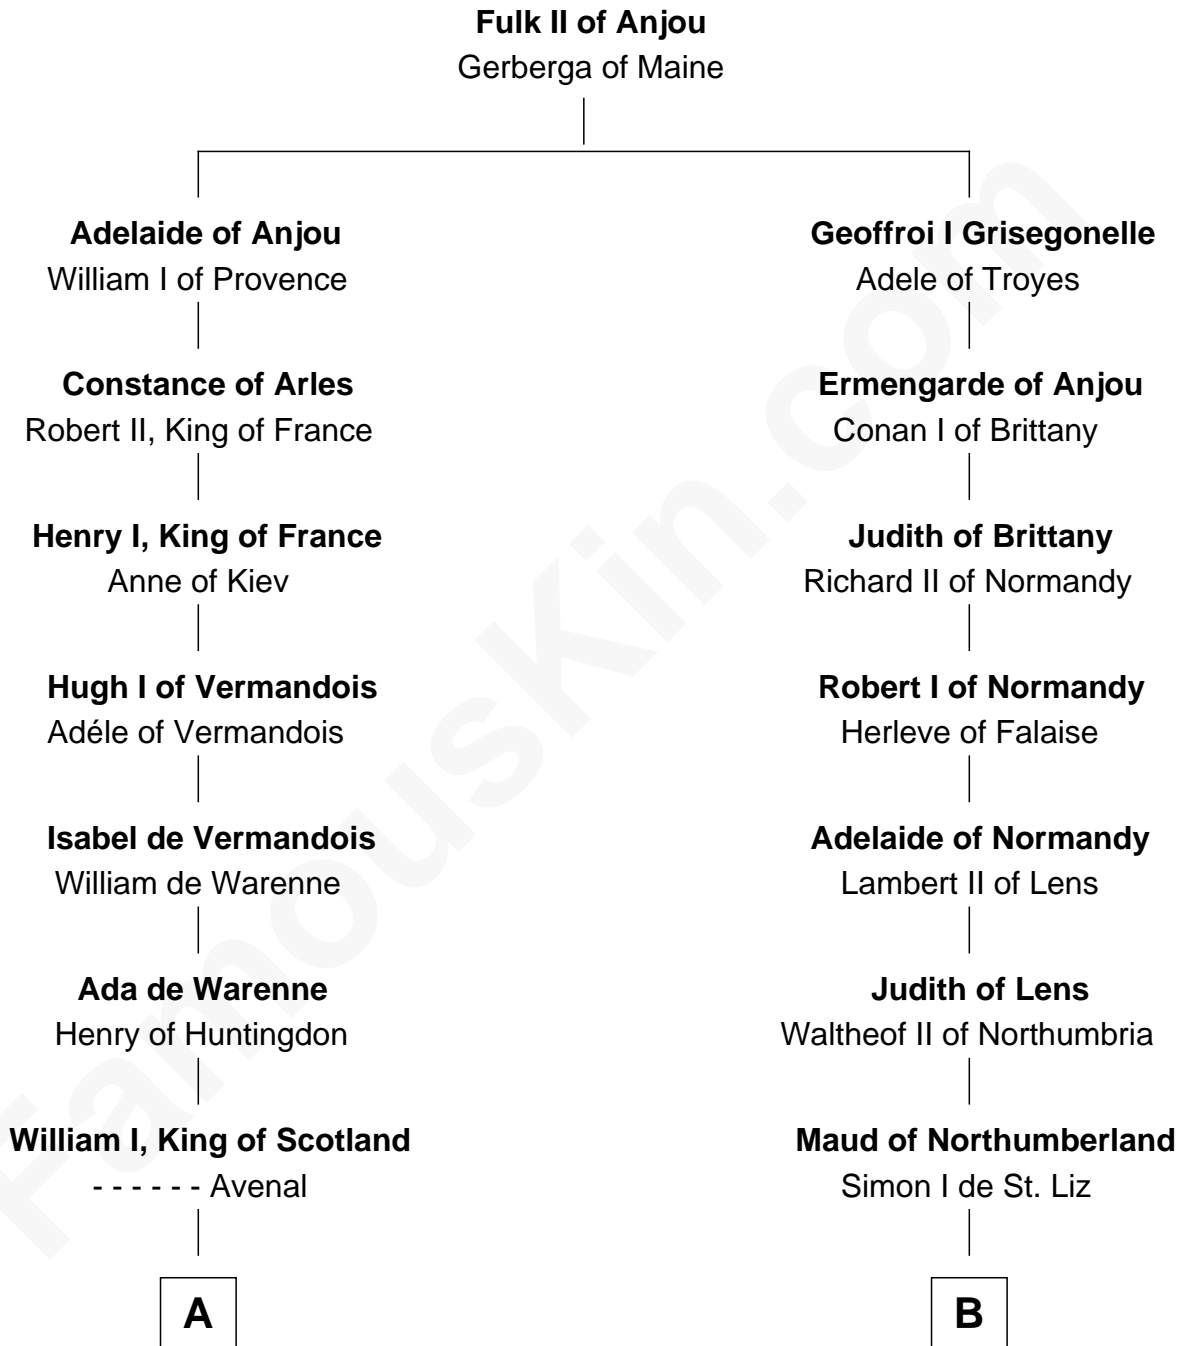 Fulk II of Anjou
Gerberga of Maine
Adelaide of Anjou
William I of Provence
Constance of Arles
Robert II, King of France
Henry I, King of France
Anne of Kiev
Hugh I of Vermandois
Adéle of Vermandois
Isabel de Vermandois
William de Warenne
Ada de Warenne
Henry of Huntingdon
William I, King of Scotland
- - - - - - Avenal
A
Geoffroi I Grisegonelle
Adele of Troyes
Ermengarde of Anjou
Conan I of Brittany
Judith of Brittany
Richard II of Normandy
Robert I of Normandy
Herleve of Falaise
Adelaide of Normandy
Lambert II of Lens
Judith of Lens
Waltheof II of Northumbria
Maud of Northumberland
Simon I de St. Liz
B
FamousKin.com